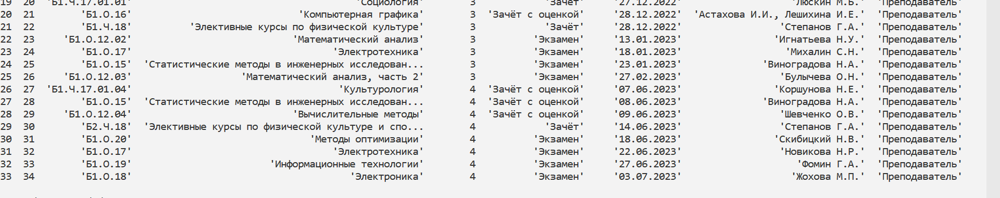 19 20 'Б1.Ч.17.01.01' 'Социология' 3 'Зачёт' '27.12.2022' 'Люскин М.Б.' 'Преподаватель'
20 21 'Б1.О.16' 'Компьютерная графика' 3 'Зачёт с оценкой' '28.12.2022' 'Астахова И.И., Лешихина И.Е.' 'Преподаватель'
21 22 'Б1.Ч.18' 'Элективные курсы по физической культуре' 3 'Зачёт' '28.12.2022' 'Степанов Г.А.' 'Преподаватель'
22 23 'Б1.О.12.02' 'Математический анализ' 3 'Экзамен' '13.01.2023' 'Игнатьева Н.У.' 'Преподаватель'
23 24 'Б1.О.17' 'Электротехника' 3 'Экзамен' '18.01.2023' 'Михалин С.Н.' 'Преподаватель'
24 25 'Б1.О.15' 'Статистические методы в инженерных исследован... 3 'Экзамен' '23.01.2023' 'Виноградова Н.А.' 'Преподаватель'
25 26 'Б1.О.12.03' 'Математический анализ, часть 2' 3 'Экзамен' '27.02.2023' 'Булычева О.Н.' 'Преподаватель'
26 27 'Б1.Ч.17.01.04' 'Культурология' 4 'Зачёт с оценкой' '07.06.2023' 'Коршунова Н.Е.' 'Преподаватель'
27 28 'Б1.О.15' 'Статистические методы в инженерных исследован... 4 'Зачёт с оценкой' '08.06.2023' 'Виноградова Н.А.' 'Преподаватель'
28 29 'Б1.О.12.04' 'Вычислительные методы' 4 'Зачёт с оценкой' '09.06.2023' 'Шевченко О.В.' 'Преподаватель'
29 30 'Б2.Ч.18' 'Элективные курсы по физической культуре и спо... 4 'Зачёт' '14.06.2023' 'Степанов Г.А.' 'Преподаватель'
30 31 'Б1.О.20' 'Методы оптимизации' 4 'Экзамен' '18.06.2023' 'Скибицкий Н.В.' 'Преподаватель'
31 32 'Б1.О.17' 'Электротехника' 4 'Экзамен' '22.06.2023' 'Новикова Н.Р.' 'Преподаватель'
32 33 'Б1.О.19' 'Информационные технологии' 4 'Экзамен' '27.06.2023' 'Фомин Г.А.' 'Преподаватель'
33 34 'Б1.О.18' 'Электроника' 4 'Экзамен' '03.07.2023' 'Жохова М.П.' 'Преподаватель'